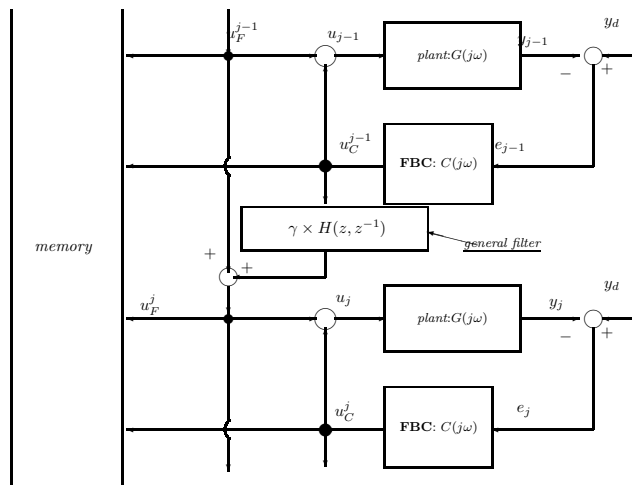 u_F^{j-1}
u_{j-1}
plant:G(jω)
y_{j-1}
y_d
−
+
u_C^{j-1}
FBC: C(jω)
e_{j-1}
memory
γ × H(z, z^{-1})
general filter
+
+
u_F^j
u_j
plant:G(jω)
y_j
y_d
−
+
u_C^j
FBC: C(jω)
e_j